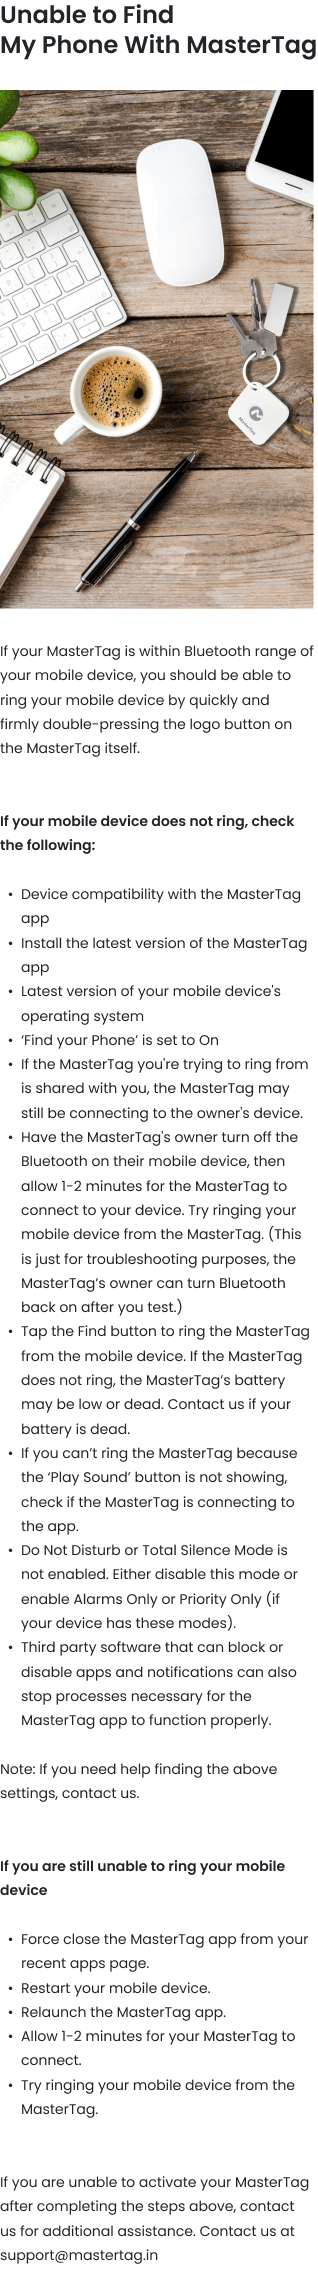 Unable to Find
My Phone With MasterTag
MasterTag
If your MasterTag is within Bluetooth range of
your mobile device, you should be able to
ring your mobile device by quickly and
firmly double-pressing the logo button on
the MasterTag itself.
If your mobile device does not ring, check
the following:
• Device compatibility with the MasterTag
app
• Install the latest version of the MasterTag
app
• Latest version of your mobile device's
operating system
• ‘Find your Phone’ is set to On
• If the MasterTag you're trying to ring from
is shared with you, the MasterTag may
still be connecting to the owner's device.
• Have the MasterTag's owner turn off the
Bluetooth on their mobile device, then
allow 1-2 minutes for the MasterTag to
connect to your device. Try ringing your
mobile device from the MasterTag. (This
is just for troubleshooting purposes, the
MasterTag’s owner can turn Bluetooth
back on after you test.)
• Tap the Find button to ring the MasterTag
from the mobile device. If the MasterTag
does not ring, the MasterTag’s battery
may be low or dead. Contact us if your
battery is dead.
• If you can’t ring the MasterTag because
the ‘Play Sound’ button is not showing,
check if the MasterTag is connecting to
the app.
• Do Not Disturb or Total Silence Mode is
not enabled. Either disable this mode or
enable Alarms Only or Priority Only (if
your device has these modes).
• Third party software that can block or
disable apps and notifications can also
stop processes necessary for the
MasterTag app to function properly.
Note: If you need help finding the above
settings, contact us.
If you are still unable to ring your mobile
device
• Force close the MasterTag app from your
recent apps page.
• Restart your mobile device.
• Relaunch the MasterTag app.
• Allow 1-2 minutes for your MasterTag to
connect.
• Try ringing your mobile device from the
MasterTag.
If you are unable to activate your MasterTag
after completing the steps above, contact
us for additional assistance. Contact us at
support@mastertag.in